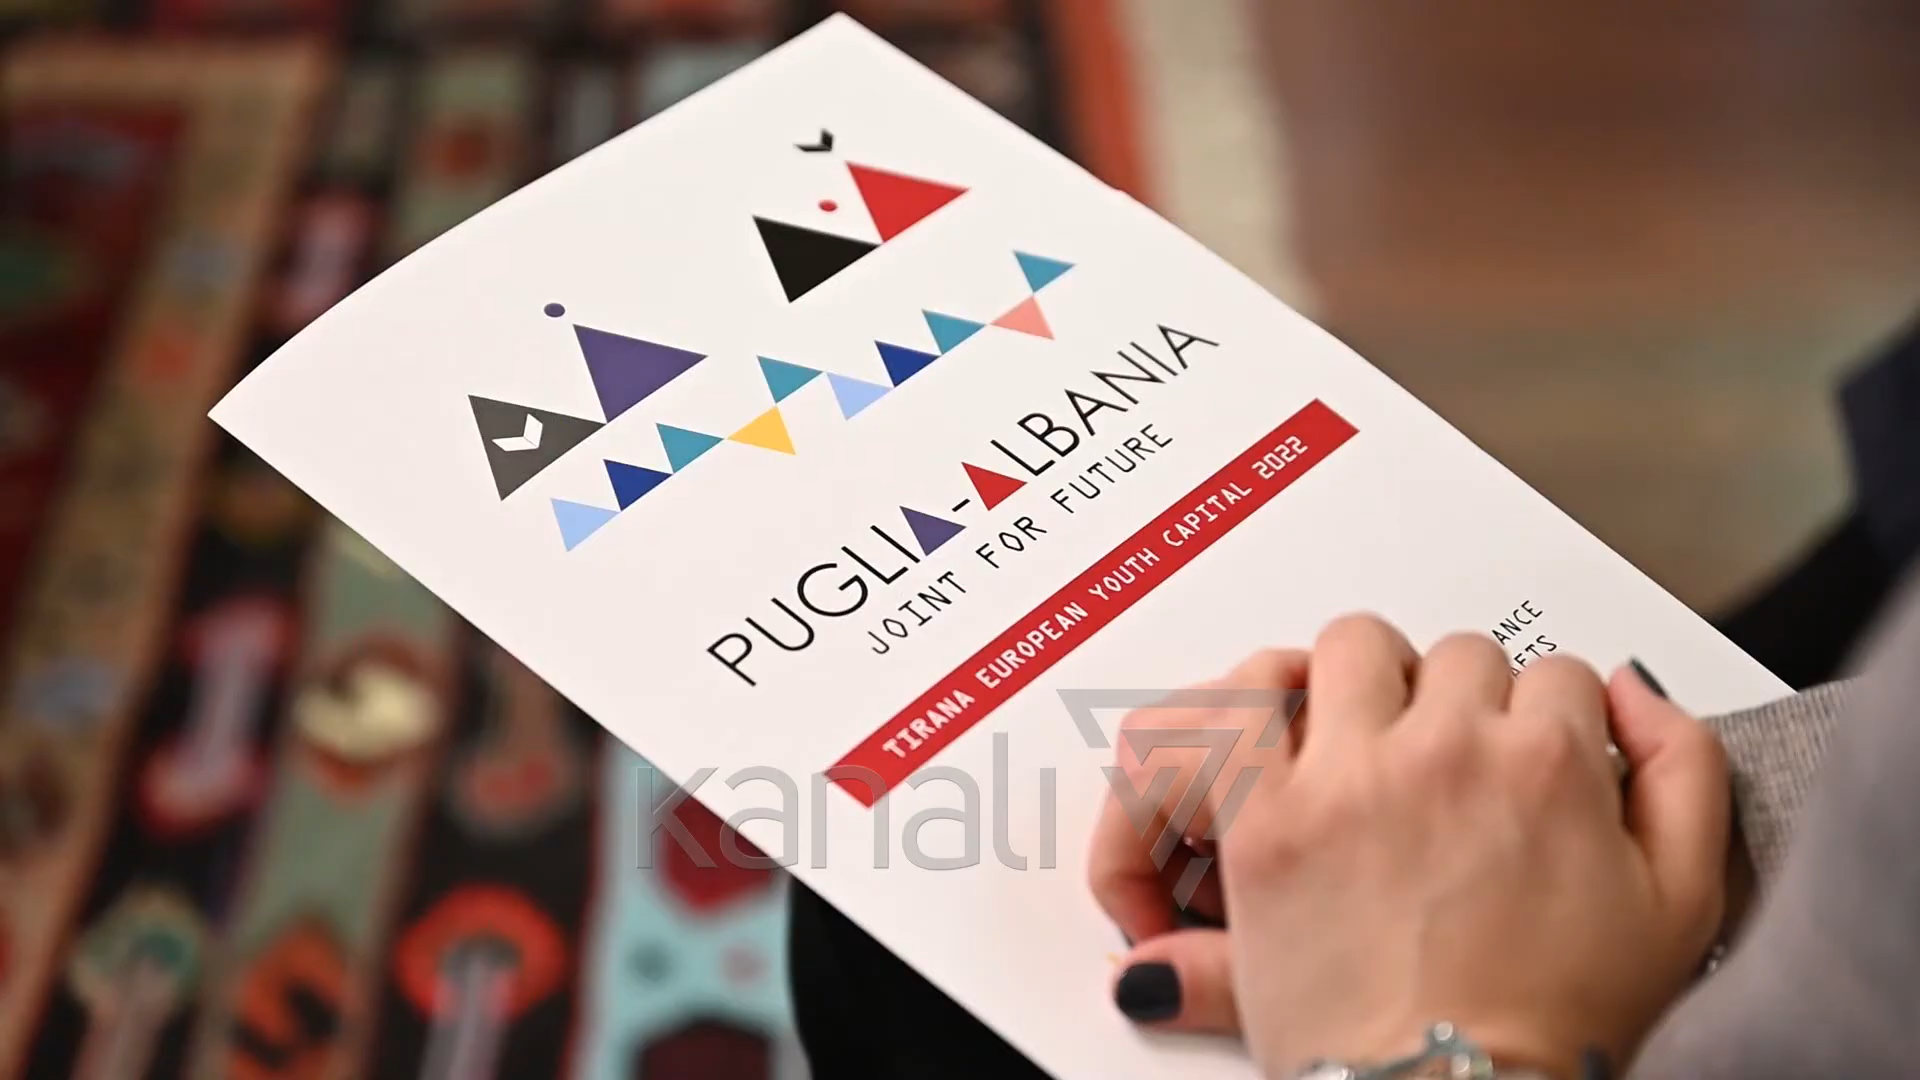 PUGLIA-ALBANIA
JOINT FOR FUTURE
TIRANA EUROPEAN YOUTH CAPITAL 2022
kanali 7